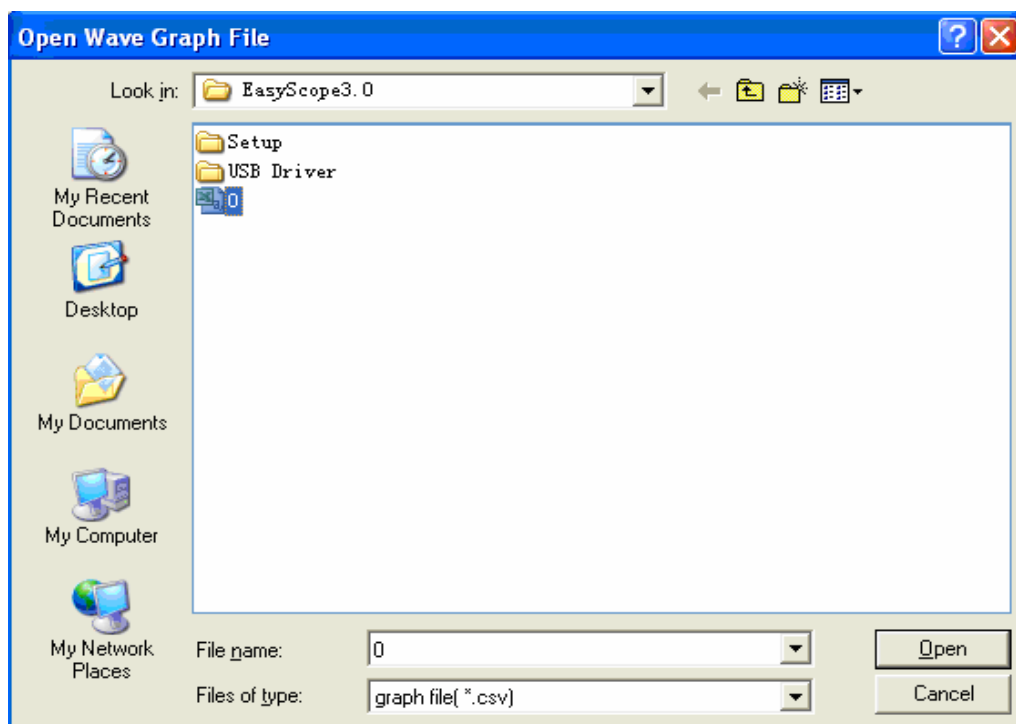 Open Wave Graph File
Look in:
EasyScope3.0
Setup
USB Driver
0
My Recent
Documents
Desktop
My Documents
My Computer
My Network
Places
File name:
0
Open
Files of type:
graph file( *.csv)
Cancel